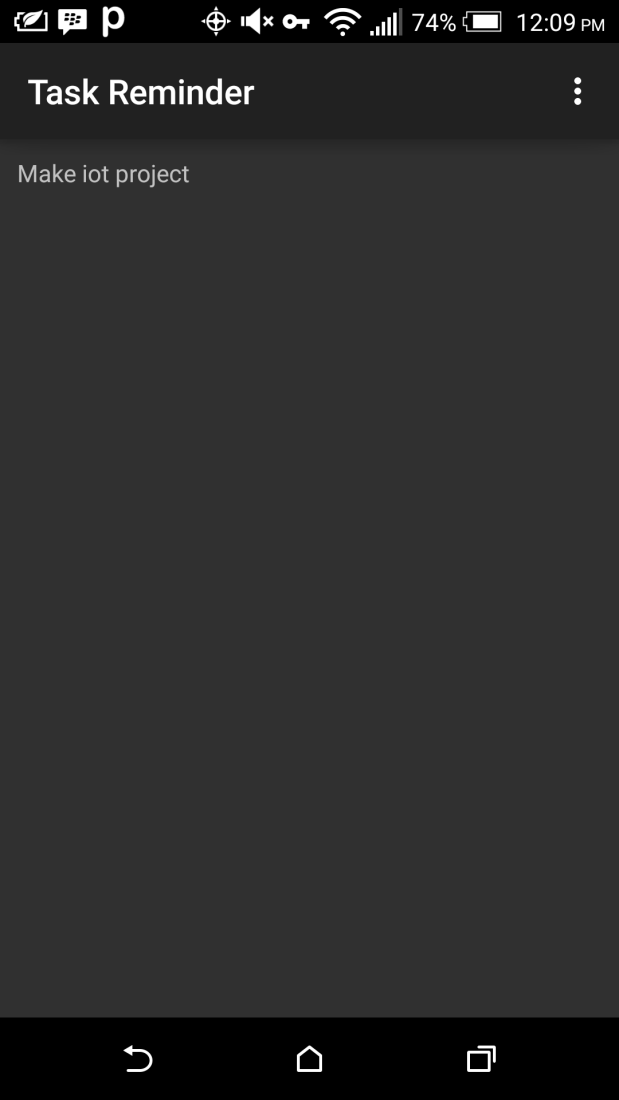 p 74% 12:09 PM
Task Reminder
Make iot project